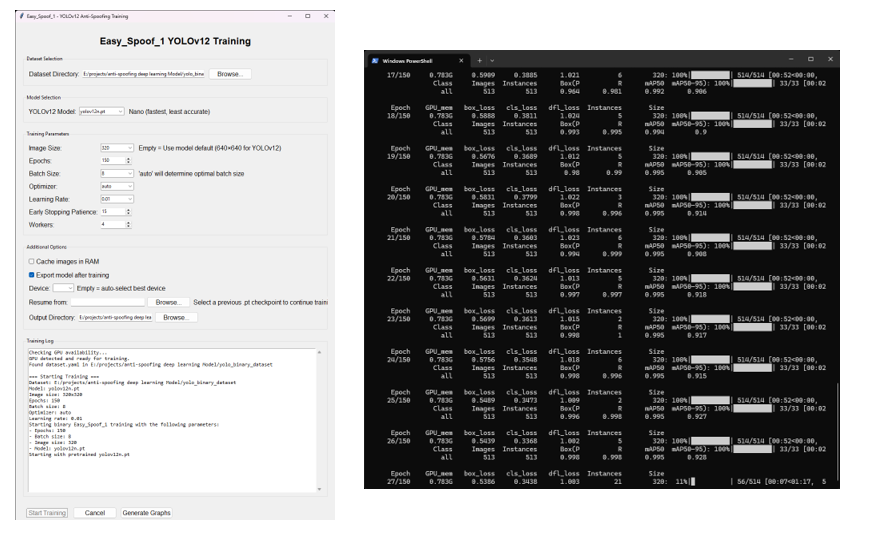 Easy_Spoof_1 - YOLOv12 Anti-Spoofing Training
Easy_Spoof_1 YOLOv12 Training
Dataset Selection
Dataset Directory: E:/projects/anti-spoofing deep learning Model/yolo_bine Browse...
Model Selection
YOLOv12 Model: yolov12n.pt Nano (fastest, least accurate)
Training Parameters
Image Size: 320 Empty = Use model default (640×640 for YOLOv12)
Epochs: 150
Batch Size: 8 'auto' will determine optimal batch size
Optimizer: auto
Learning Rate: 0.01
Early Stopping Patience: 15
Workers: 4
Additional Options
Cache images in RAM
Export model after training
Device: Empty = auto-select best device
Resume from: Browse... Select a previous .pt checkpoint to continue traini
Output Directory: E:/projects/anti-spoofing deep lea Browse...
Training Log
Checking GPU availability...
GPU detected and ready for training.
Found dataset.yaml in E:/projects/anti-spoofing deep learning Model/yolo_binary_dataset
=== Starting Training ===
Dataset: E:/projects/anti-spoofing deep learning Model/yolo_binary_dataset
Model: yolov12n.pt
Image size: 320x320
Epochs: 150
Batch size: 8
Optimizer: auto
Learning rate: 0.01
Starting binary Easy_Spoof_1 training with the following parameters:
- Epochs: 150
- Batch size: 8
- Image size: 320
- Model: yolov12n.pt
Starting with pretrained yolov12n.pt
Start Training Cancel Generate Graphs
Windows PowerShell
17/150 0.783G 0.5909 0.3885 1.021 6 320: 100% 514/514 [00:52<00:00,
Class Images Instances Box(P R mAP50 mAP50-95): 100% 33/33 [00:02
all 513 513 0.964 0.981 0.992 0.906
Epoch GPU_mem box_loss cls_loss dfl_loss Instances Size
18/150 0.783G 0.5888 0.3811 1.024 5 320: 100% 514/514 [00:52<00:00,
Class Images Instances Box(P R mAP50 mAP50-95): 100% 33/33 [00:02
all 513 513 0.993 0.995 0.994 0.9
Epoch GPU_mem box_loss cls_loss dfl_loss Instances Size
19/150 0.783G 0.5676 0.3689 1.012 5 320: 100% 514/514 [00:52<00:00,
Class Images Instances Box(P R mAP50 mAP50-95): 100% 33/33 [00:02
all 513 513 0.98 0.99 0.995 0.905
Epoch GPU_mem box_loss cls_loss dfl_loss Instances Size
20/150 0.783G 0.5831 0.3799 1.022 3 320: 100% 514/514 [00:52<00:00,
Class Images Instances Box(P R mAP50 mAP50-95): 100% 33/33 [00:02
all 513 513 0.998 0.996 0.995 0.914
Epoch GPU_mem box_loss cls_loss dfl_loss Instances Size
21/150 0.783G 0.5784 0.3603 1.023 6 320: 100% 514/514 [00:52<00:00,
Class Images Instances Box(P R mAP50 mAP50-95): 100% 33/33 [00:02
all 513 513 0.994 0.999 0.995 0.908
Epoch GPU_mem box_loss cls_loss dfl_loss Instances Size
22/150 0.783G 0.5631 0.3624 1.013 5 320: 100% 514/514 [00:52<00:00,
Class Images Instances Box(P R mAP50 mAP50-95): 100% 33/33 [00:02
all 513 513 0.997 0.997 0.995 0.918
Epoch GPU_mem box_loss cls_loss dfl_loss Instances Size
23/150 0.783G 0.5699 0.3613 1.015 2 320: 100% 514/514 [00:52<00:00,
Class Images Instances Box(P R mAP50 mAP50-95): 100% 33/33 [00:02
all 513 513 0.998 1 0.995 0.917
Epoch GPU_mem box_loss cls_loss dfl_loss Instances Size
24/150 0.783G 0.5756 0.3548 1.018 6 320: 100% 514/514 [00:52<00:00,
Class Images Instances Box(P R mAP50 mAP50-95): 100% 33/33 [00:02
all 513 513 0.998 0.996 0.995 0.915
Epoch GPU_mem box_loss cls_loss dfl_loss Instances Size
25/150 0.783G 0.5489 0.3473 1.009 2 320: 100% 514/514 [00:52<00:00,
Class Images Instances Box(P R mAP50 mAP50-95): 100% 33/33 [00:02
all 513 513 0.996 0.998 0.995 0.927
Epoch GPU_mem box_loss cls_loss dfl_loss Instances Size
26/150 0.783G 0.5439 0.3368 1.002 5 320: 100% 514/514 [00:52<00:00,
Class Images Instances Box(P R mAP50 mAP50-95): 100% 33/33 [00:02
all 513 513 0.998 0.998 0.995 0.928
Epoch GPU_mem box_loss cls_loss dfl_loss Instances Size
27/150 0.783G 0.5386 0.3438 1.003 21 320: 11% 56/514 [00:07<01:17, 5